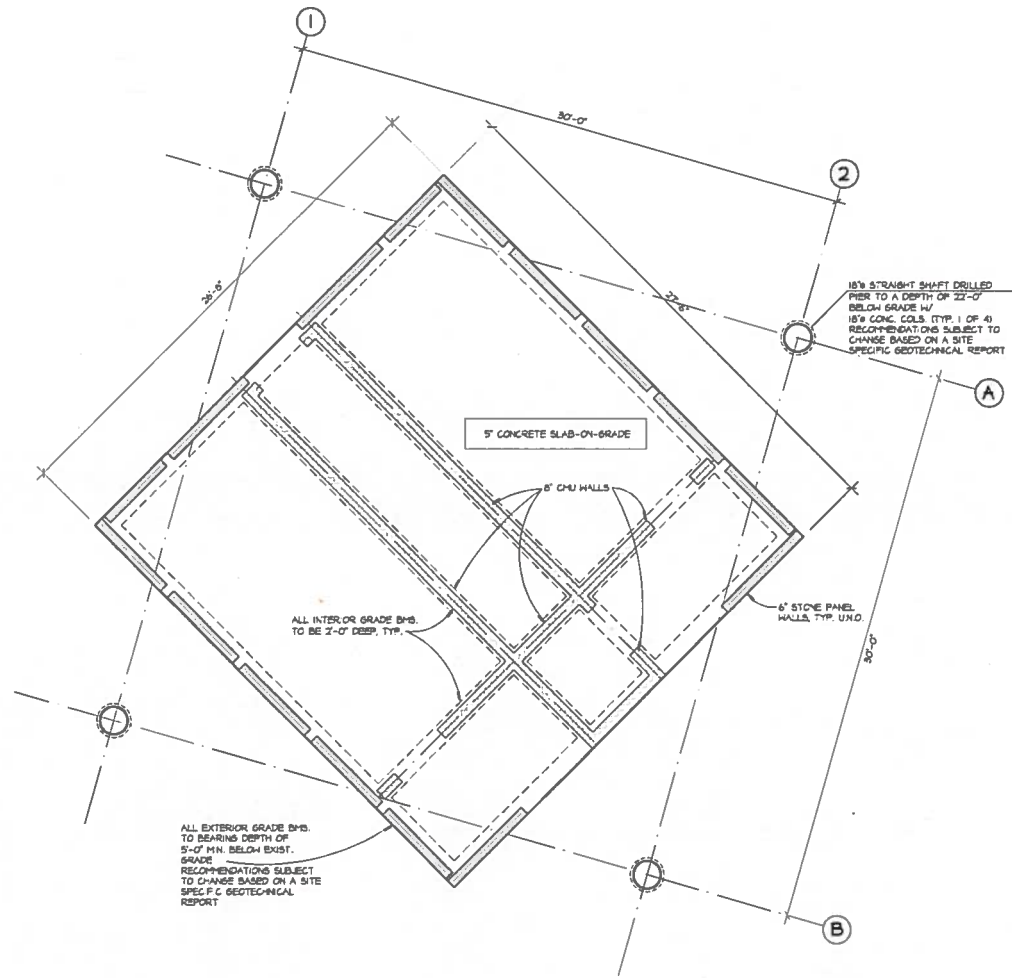 1
30'-0"
2
26'-8"
27'-6"
18"ø STRAIGHT SHAFT DRILLED
PIER TO A DEPTH OF 22'-0"
BELOW GRADE W/
18"ø CONC. COLS. (TYP. 1 OF 4)
RECOMMENDATIONS SUBJECT TO
CHANGE BASED ON A SITE
SPECIFIC GEOTECHNICAL REPORT
A
5" CONCRETE SLAB-ON-GRADE
8" CMU WALLS
6" STONE PANEL
WALLS, TYP. U.N.O.
ALL INTERIOR GRADE BMS.
TO BE 2'-0" DEEP, TYP.
30'-0"
ALL EXTERIOR GRADE BMS.
TO BEARING DEPTH OF
5'-0" MIN. BELOW EXIST.
GRADE
RECOMMENDATIONS SUBJECT
TO CHANGE BASED ON A SITE
SPECIFIC GEOTECHNICAL
REPORT
B